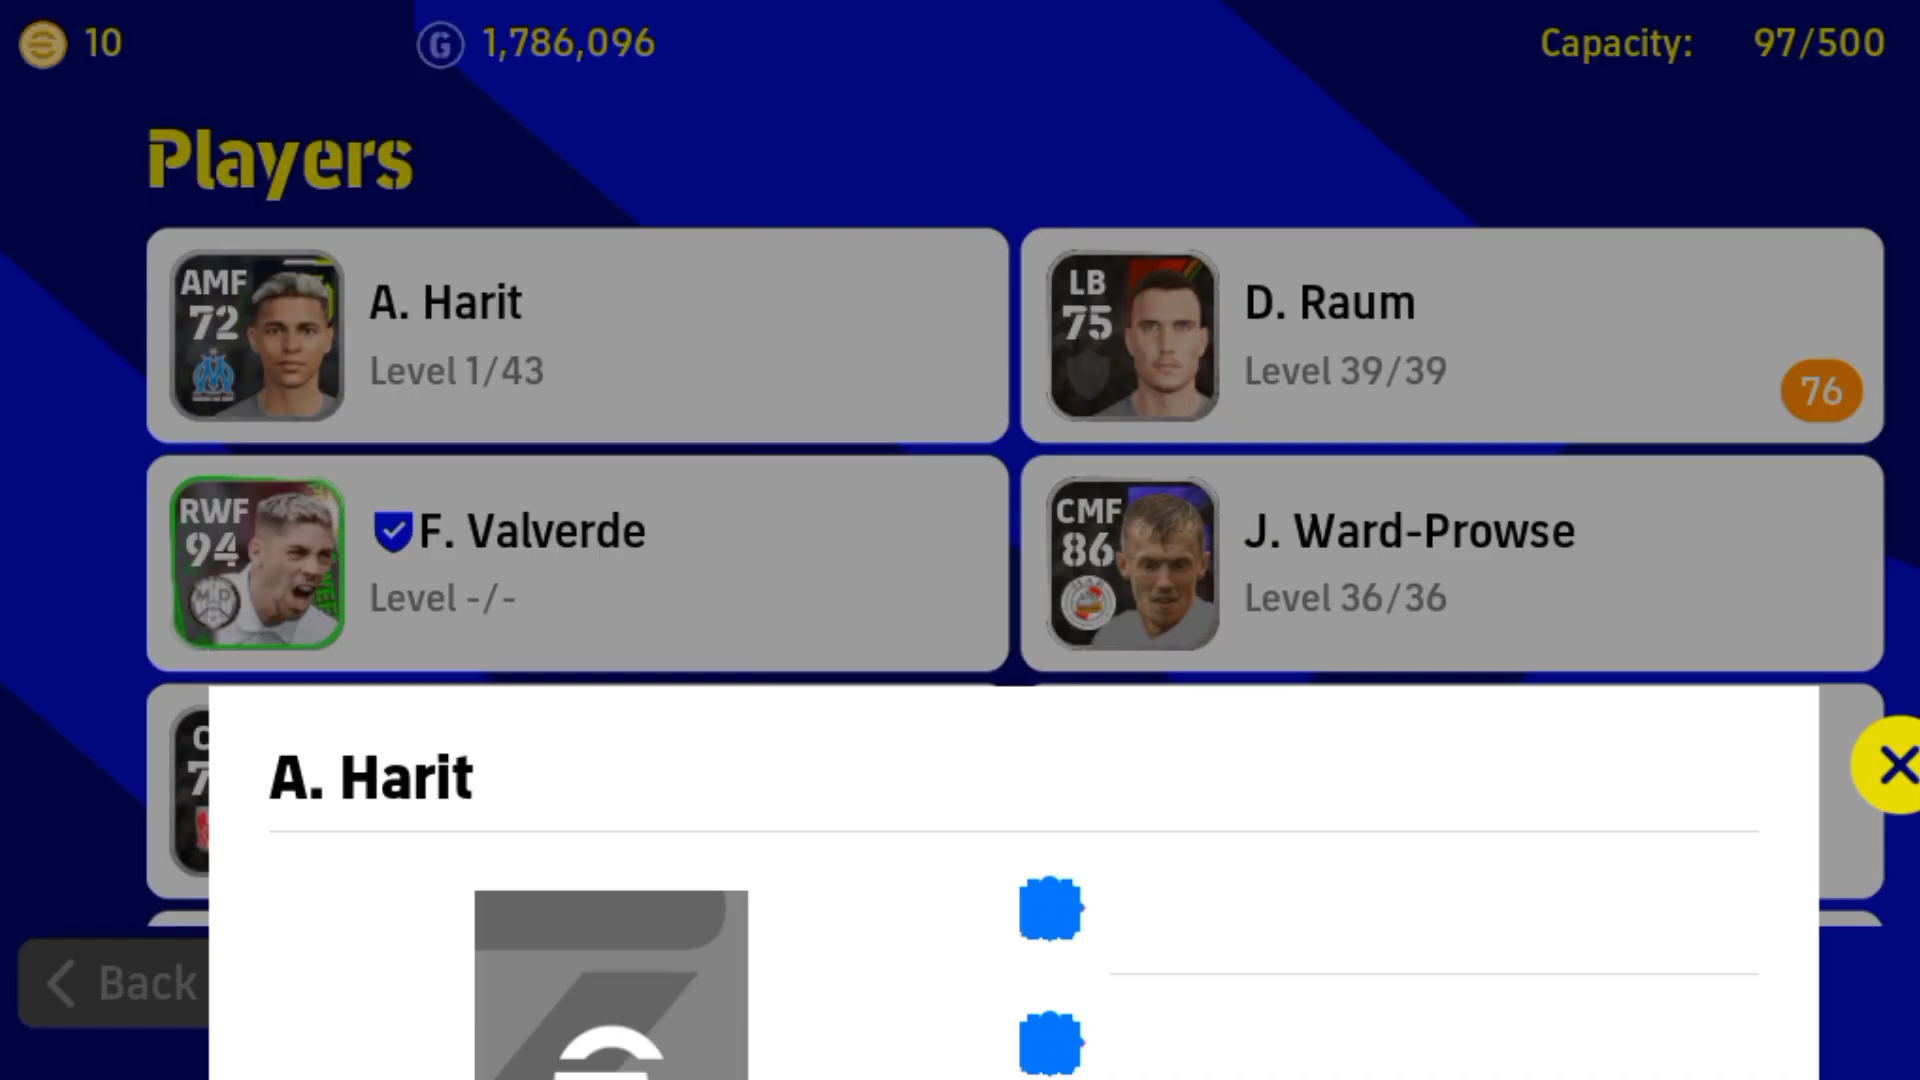 10
G 1,786,096
Capacity: 97/500
Players
AMF
72
A. Harit
Level 1/43
LB
75
D. Raum
Level 39/39
76
RWF
94
F. Valverde
Level -/-
CMF
86
J. Ward-Prowse
Level 36/36
A. Harit
Back